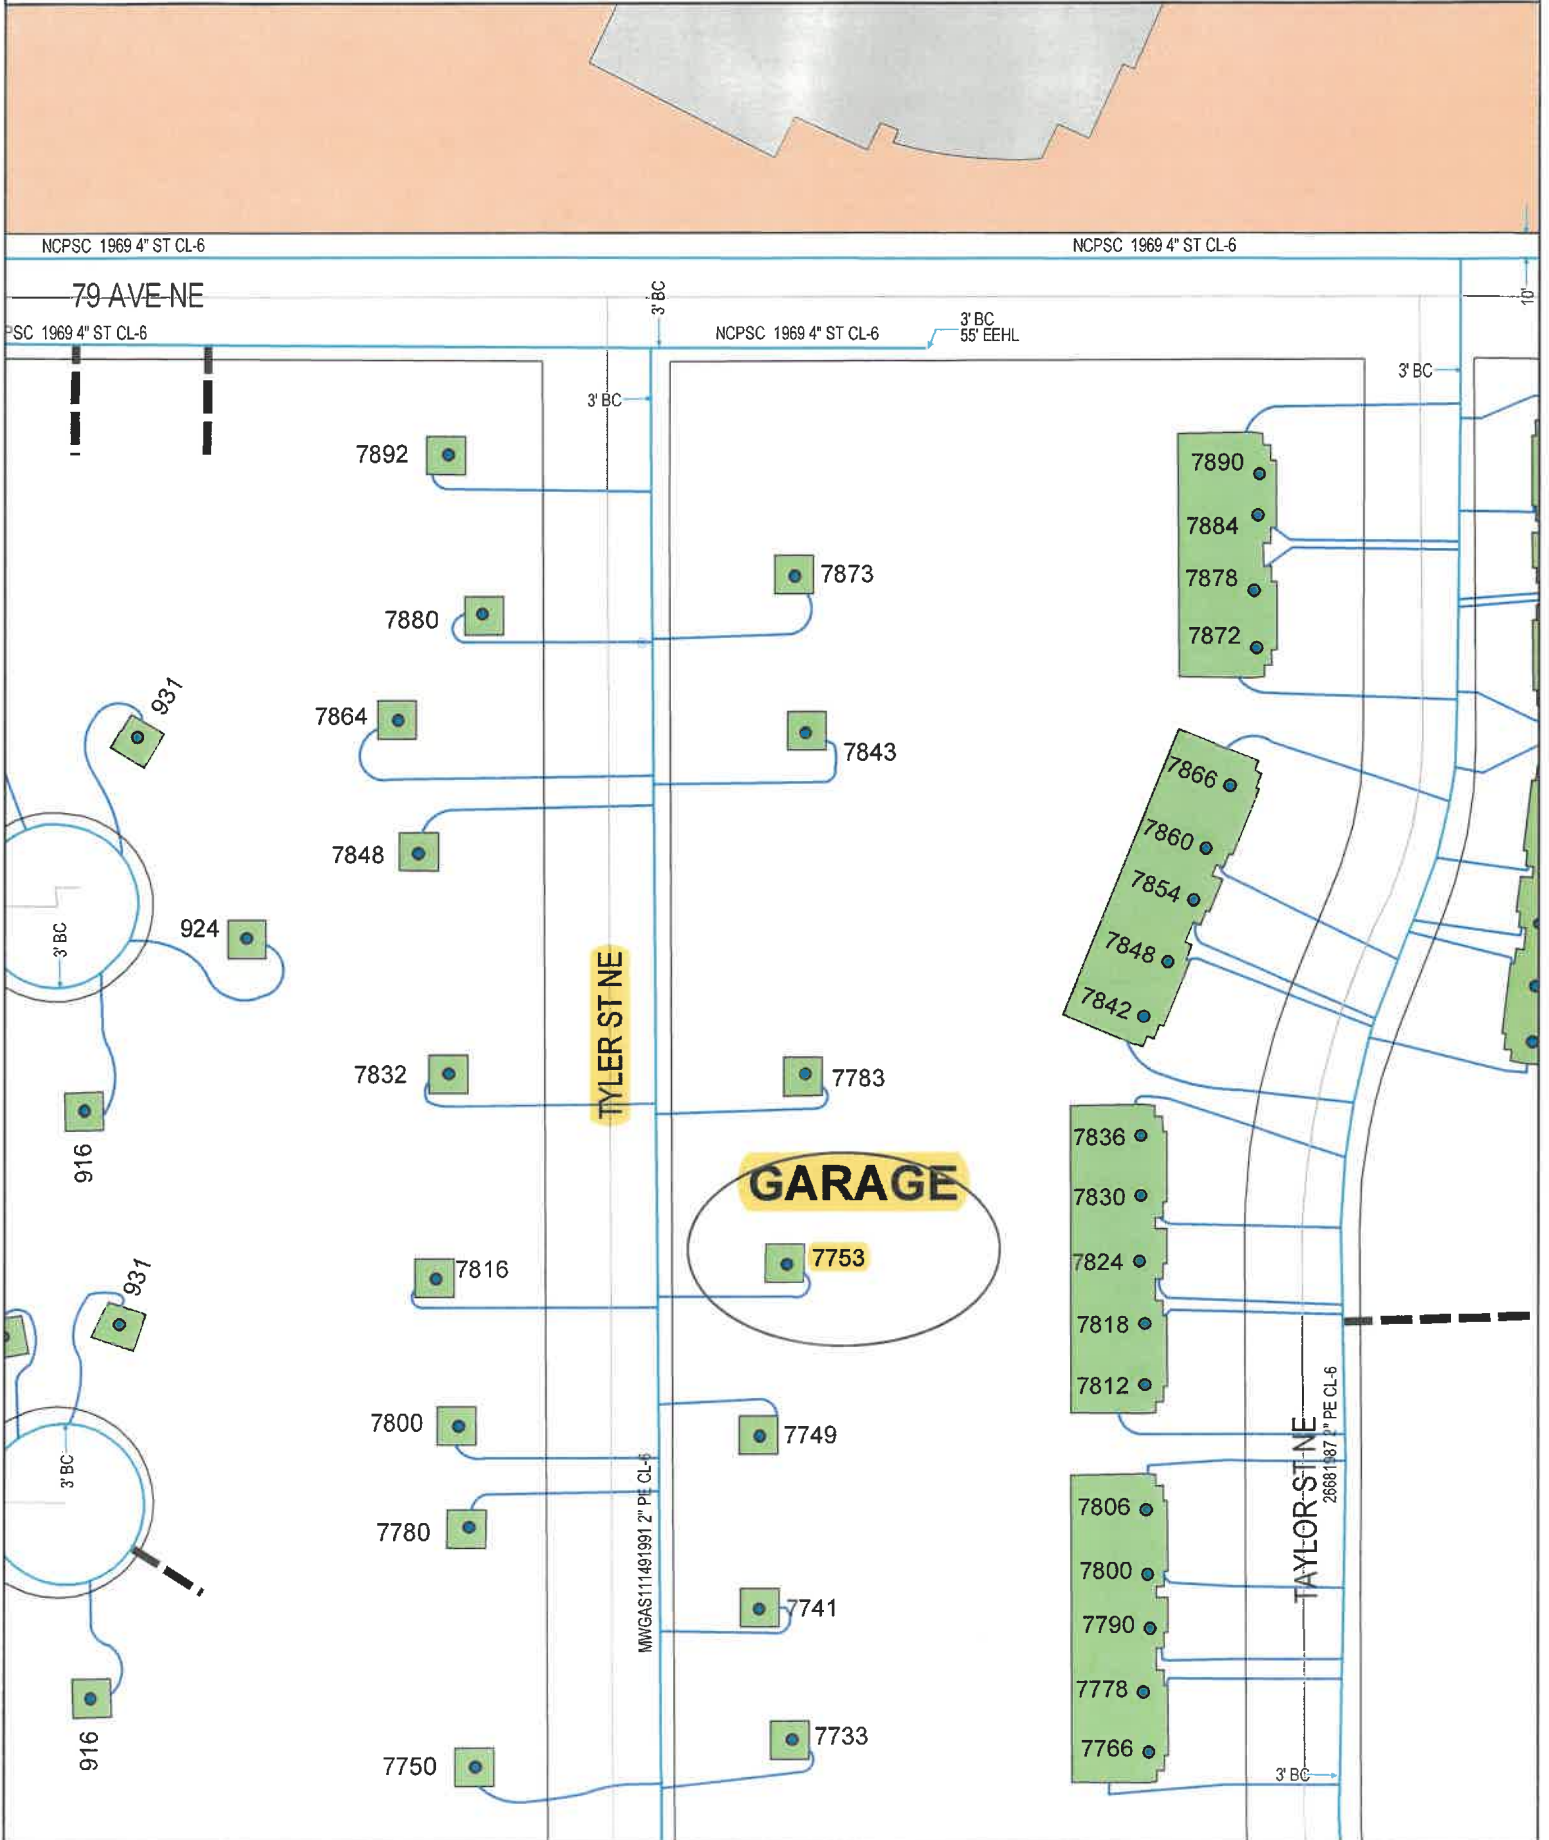 NCPSC 1969 4" ST CL-6
NCPSC 1969 4" ST CL-6
79 AVE NE
10'
3' BC
PSC 1969 4" ST CL-6
NCPSC 1969 4" ST CL-6
3' BC
55' EEHL
3' BC
3' BC
7892
7890
7884
7873
7878
7880
7872
931
7864
7843
7866
7848
7860
7854
924
3' BC
7848
TYLER ST NE
7842
7832
7783
916
7836
GARAGE
7830
7753
7816
7824
931
7818
7812
7800
7749
3' BC
TAYLOR ST NE
26681987 2" PE CL-6
MWGAS111491991 2" PE CL-6
7806
7780
7800
7741
7790
7778
916
7733
7766
7750
3' BC